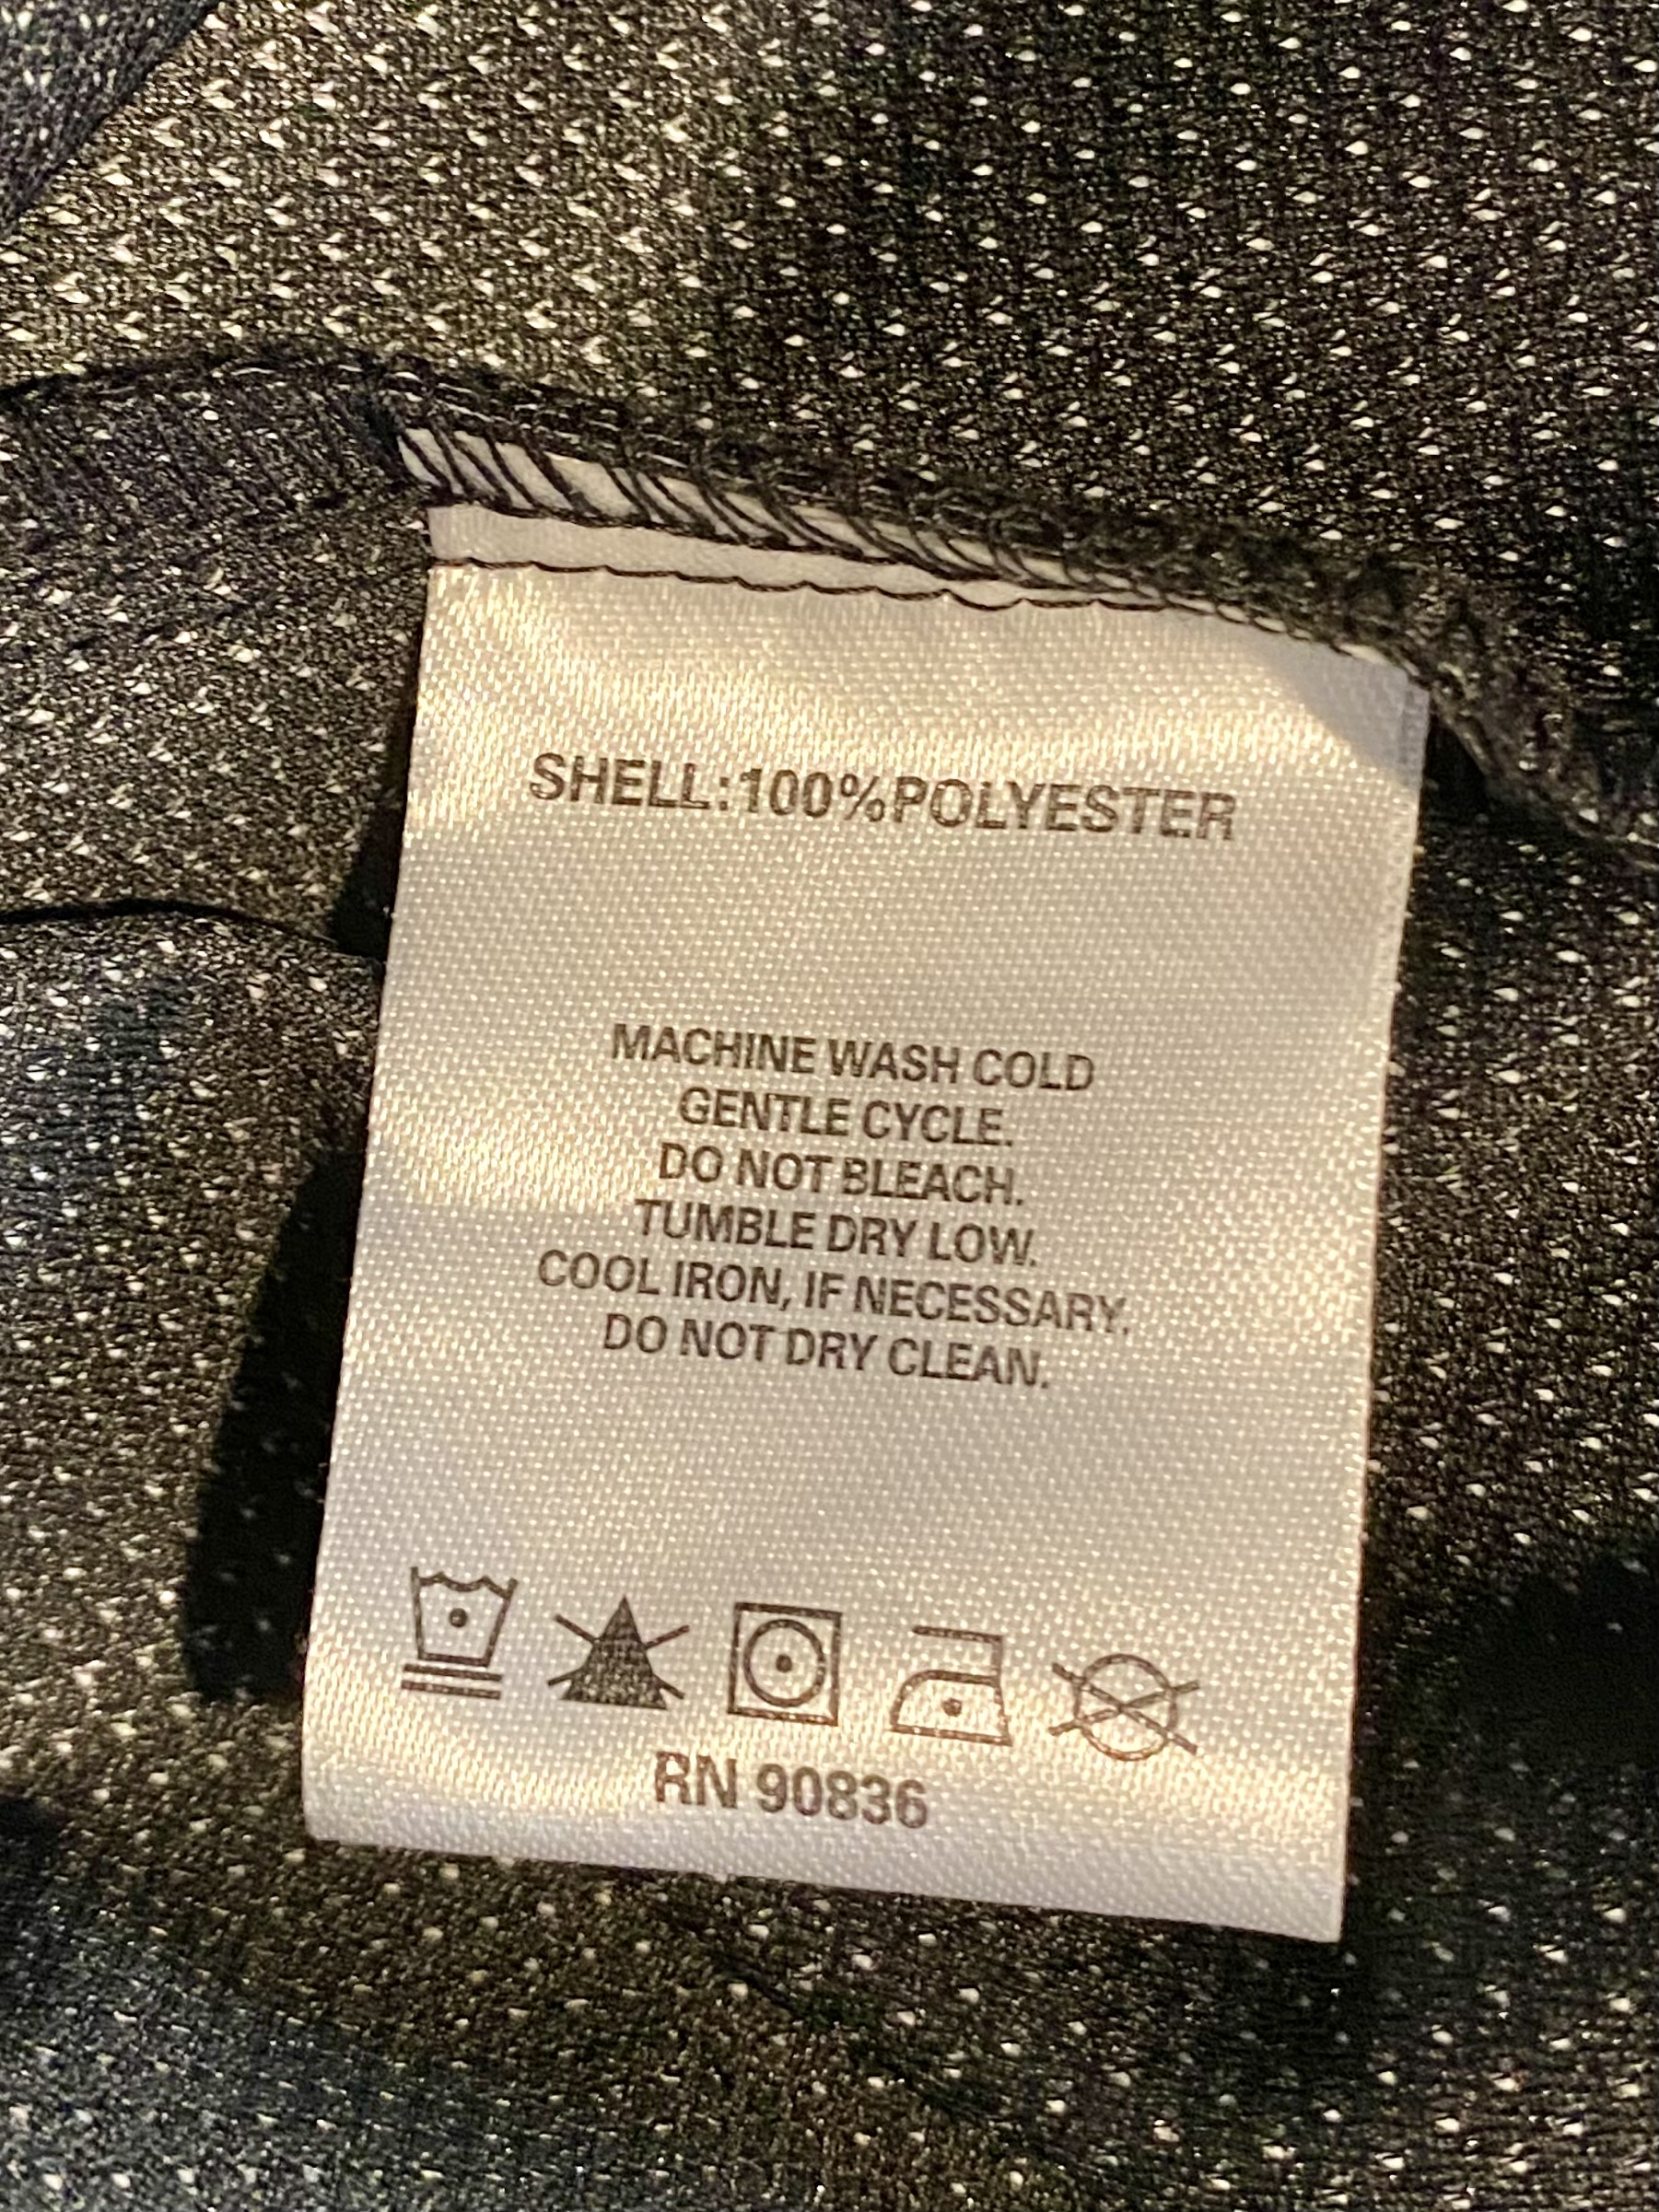 SHELL:100%POLYESTER
MACHINE WASH COLD
GENTLE CYCLE.
DO NOT BLEACH.
TUMBLE DRY LOW.
COOL IRON, IF NECESSARY.
DO NOT DRY CLEAN.
RN 90836